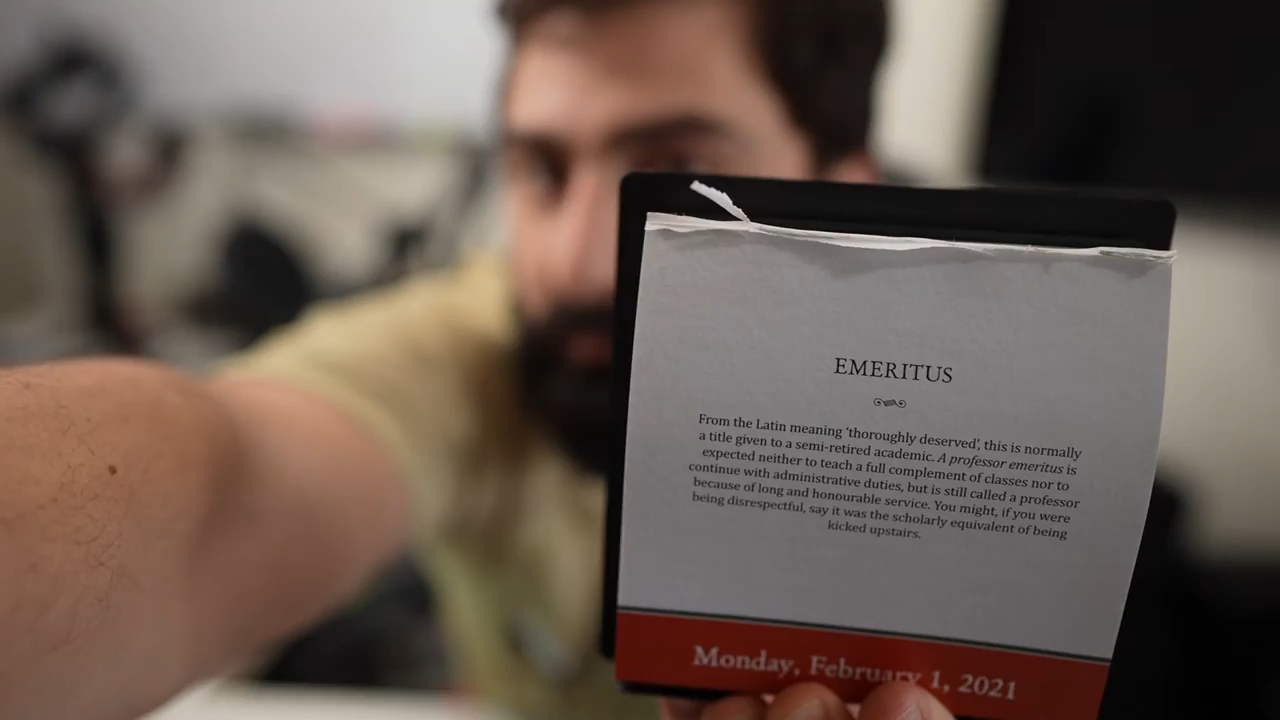 EMERITUS
From the Latin meaning ‘thoroughly deserved’, this is normally
a title given to a semi-retired academic. A professor emeritus is
expected neither to teach a full complement of classes nor to
continue with administrative duties, but is still called a professor
because of long and honourable service. You might, if you were
being disrespectful, say it was the scholarly equivalent of being
kicked upstairs.
Monday, February 1, 2021